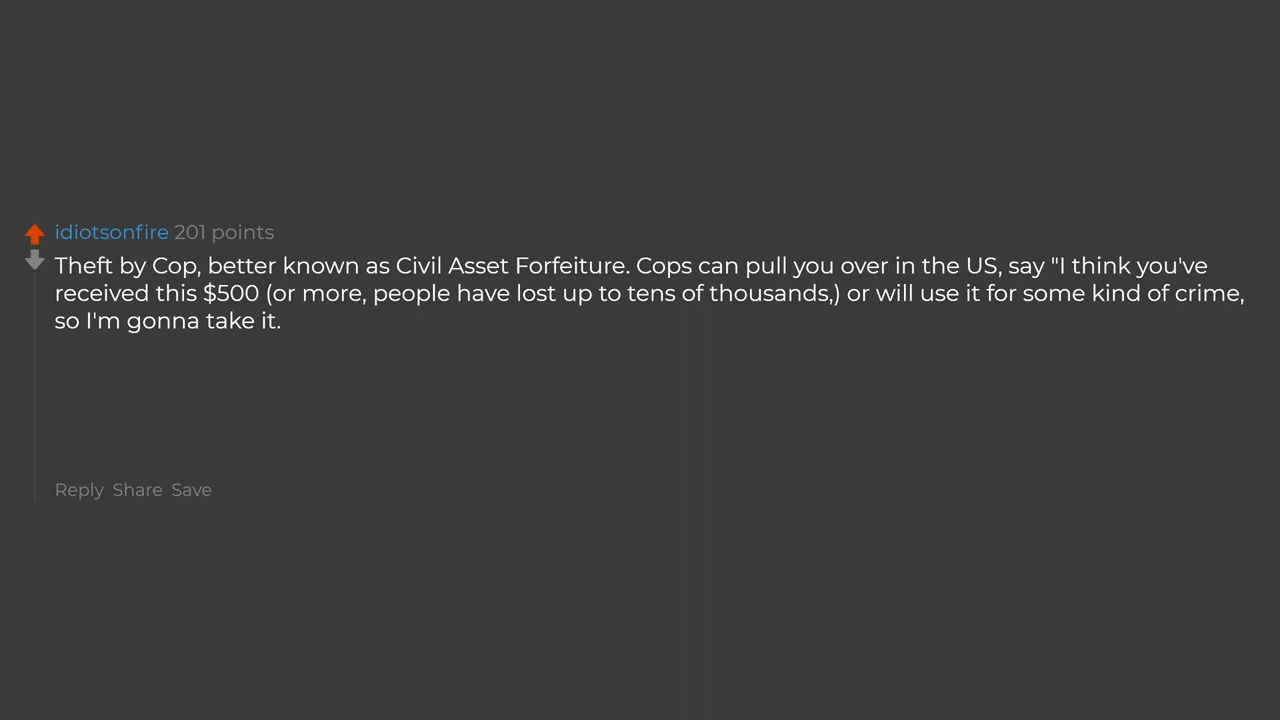 idiotsonfire 201 points
Theft by Cop, better known as Civil Asset Forfeiture. Cops can pull you over in the US, say "I think you've
received this $500 (or more, people have lost up to tens of thousands,) or will use it for some kind of crime,
so I'm gonna take it.
Reply Share Save